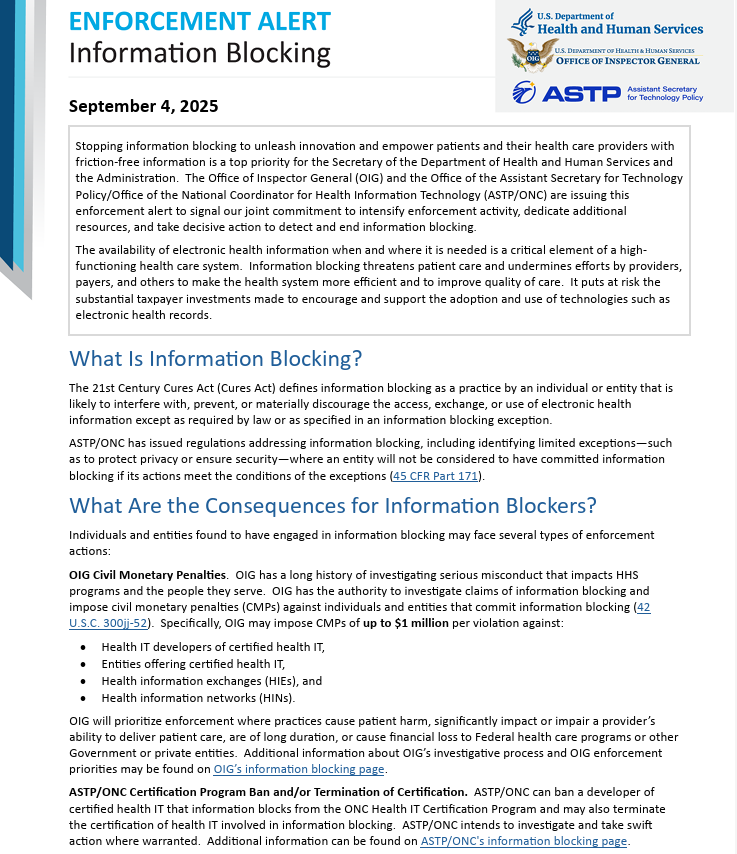 ENFORCEMENT ALERT
Information Blocking
U.S. Department of
Health and Human Services
OIG
U.S. DEPARTMENT OF HEALTH & HUMAN SERVICES
OFFICE OF INSPECTOR GENERAL
ASTP
Assistant Secretary
for Technology Policy
September 4, 2025
Stopping information blocking to unleash innovation and empower patients and their health care providers with
friction-free information is a top priority for the Secretary of the Department of Health and Human Services and
the Administration. The Office of Inspector General (OIG) and the Office of the Assistant Secretary for Technology
Policy/Office of the National Coordinator for Health Information Technology (ASTP/ONC) are issuing this
enforcement alert to signal our joint commitment to intensify enforcement activity, dedicate additional
resources, and take decisive action to detect and end information blocking.
The availability of electronic health information when and where it is needed is a critical element of a high-
functioning health care system. Information blocking threatens patient care and undermines efforts by providers,
payers, and others to make the health system more efficient and to improve quality of care. It puts at risk the
substantial taxpayer investments made to encourage and support the adoption and use of technologies such as
electronic health records.
What Is Information Blocking?
The 21st Century Cures Act (Cures Act) defines information blocking as a practice by an individual or entity that is
likely to interfere with, prevent, or materially discourage the access, exchange, or use of electronic health
information except as required by law or as specified in an information blocking exception.
ASTP/ONC has issued regulations addressing information blocking, including identifying limited exceptions—such
as to protect privacy or ensure security—where an entity will not be considered to have committed information
blocking if its actions meet the conditions of the exceptions (45 CFR Part 171).
What Are the Consequences for Information Blockers?
Individuals and entities found to have engaged in information blocking may face several types of enforcement
actions:
OIG Civil Monetary Penalties. OIG has a long history of investigating serious misconduct that impacts HHS
programs and the people they serve. OIG has the authority to investigate claims of information blocking and
impose civil monetary penalties (CMPs) against individuals and entities that commit information blocking (42
U.S.C. 300jj-52). Specifically, OIG may impose CMPs of up to $1 million per violation against:
• Health IT developers of certified health IT,
• Entities offering certified health IT,
• Health information exchanges (HIEs), and
• Health information networks (HINs).
OIG will prioritize enforcement where practices cause patient harm, significantly impact or impair a provider's
ability to deliver patient care, are of long duration, or cause financial loss to Federal health care programs or other
Government or private entities. Additional information about OIG's investigative process and OIG enforcement
priorities may be found on OIG's information blocking page.
ASTP/ONC Certification Program Ban and/or Termination of Certification. ASTP/ONC can ban a developer of
certified health IT that information blocks from the ONC Health IT Certification Program and may also terminate
the certification of health IT involved in information blocking. ASTP/ONC intends to investigate and take swift
action where warranted. Additional information can be found on ASTP/ONC's information blocking page.